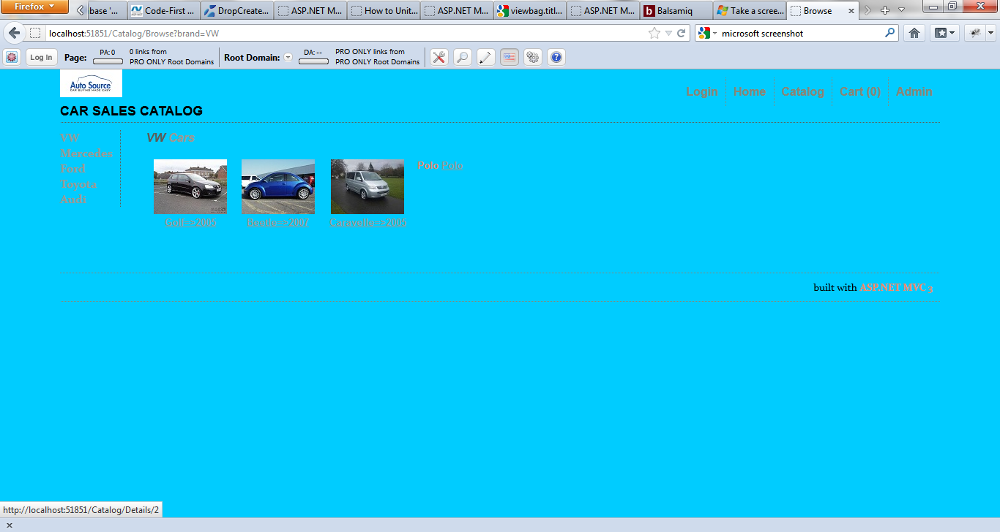 Firefox
base '...
Code-First ...
DropCreate...
ASP.NET M...
How to Unit...
ASP.NET M...
viewbag.titl...
ASP.NET M...
Balsamiq
Take a scree...
Browse
localhost:51851/Catalog/Browse?brand=VW
microsoft screenshot
Log In
Page:
PA: 0
0 links from
PRO ONLY Root Domains
Root Domain:
DA: --
PRO ONLY links from
PRO ONLY Root Domains
Auto Source
CAR BUYING MADE EASY
Login
Home
Catalog
Cart (0)
Admin
CAR SALES CATALOG
VW
Mercedes
Ford
Toyota
Audi
VW Cars
Golf->2005
Beetle->2007
Caravelle->2005
Polo Polo
built with ASP.NET MVC 3
http://localhost:51851/Catalog/Details/2